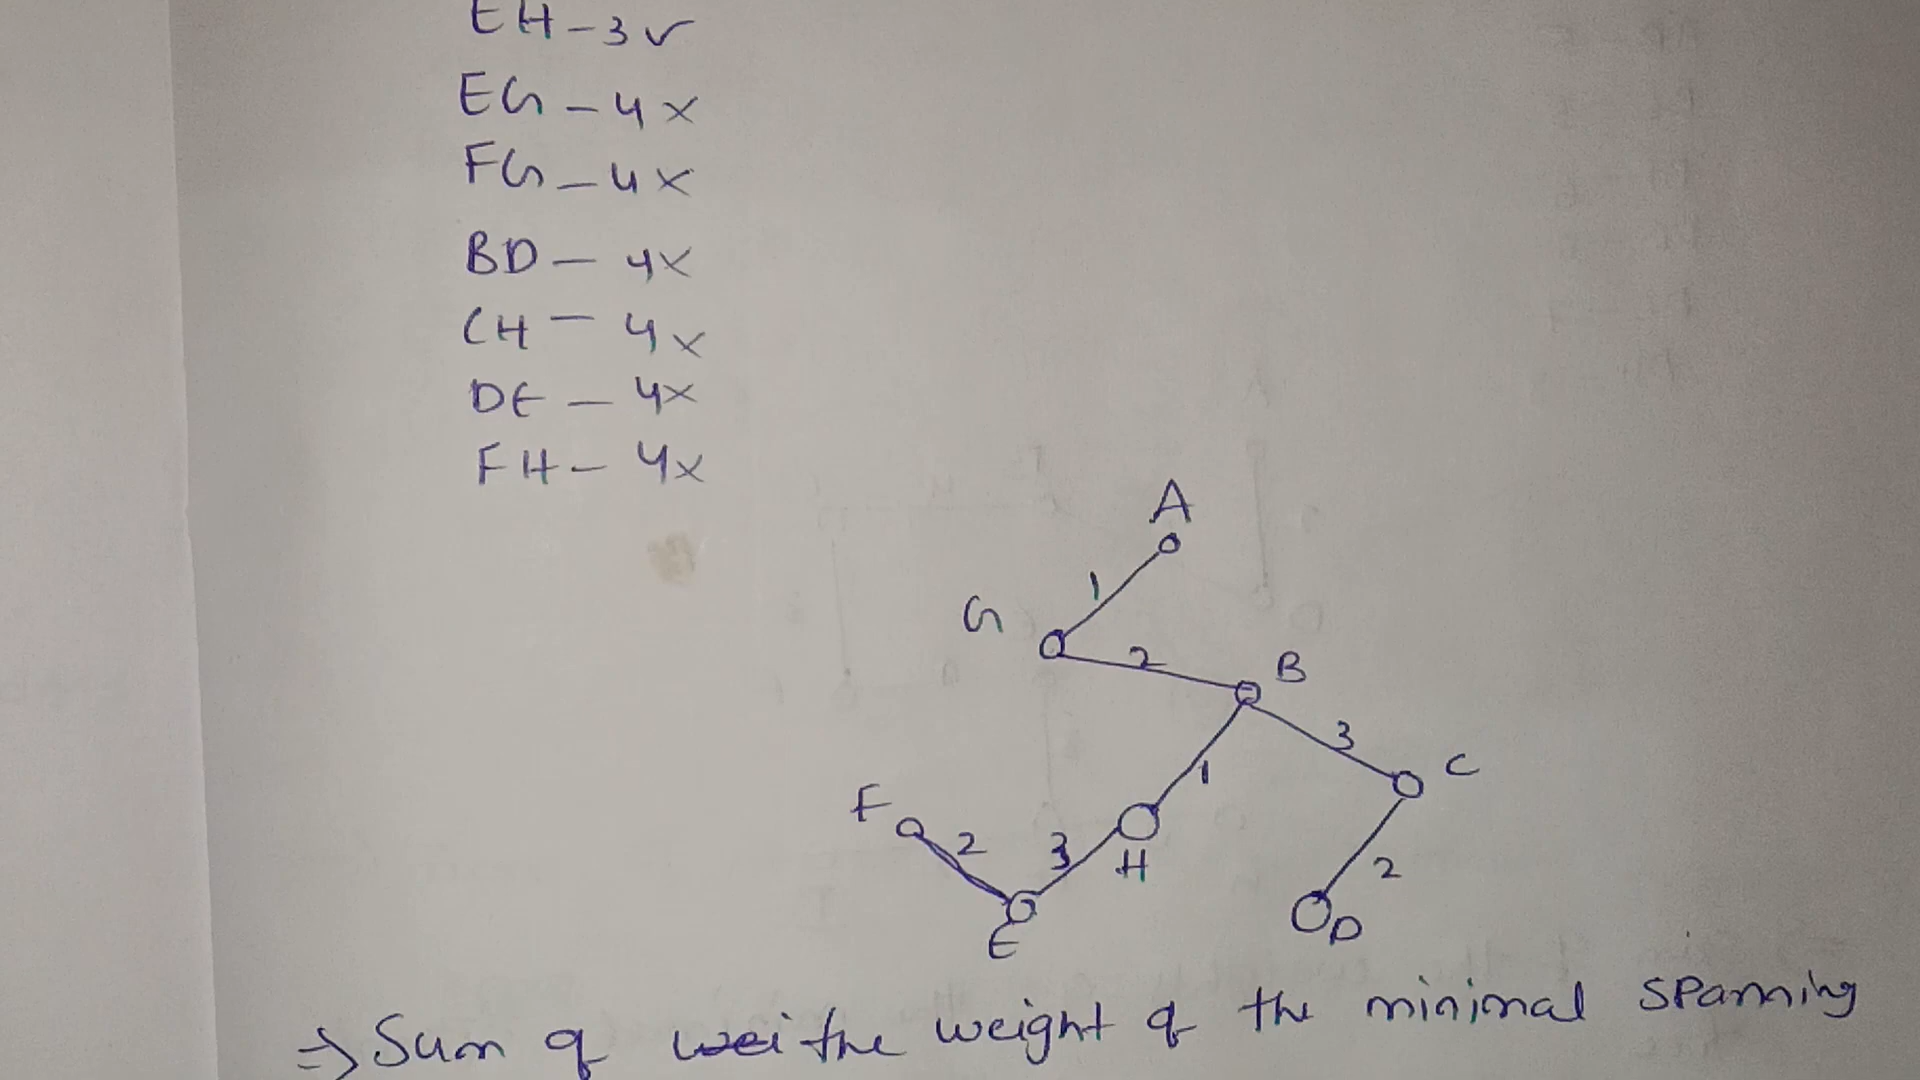 EH - 3 ✓
EG - 4 ×
FG - 4 ×
BD - 4 ×
CH - 4 ×
DE - 4 ×
FH - 4 ×
A
1
G
2
B
3
C
1
F
2
3
H
2
E
D
⇒ Sum of the weight of the minimal spanning